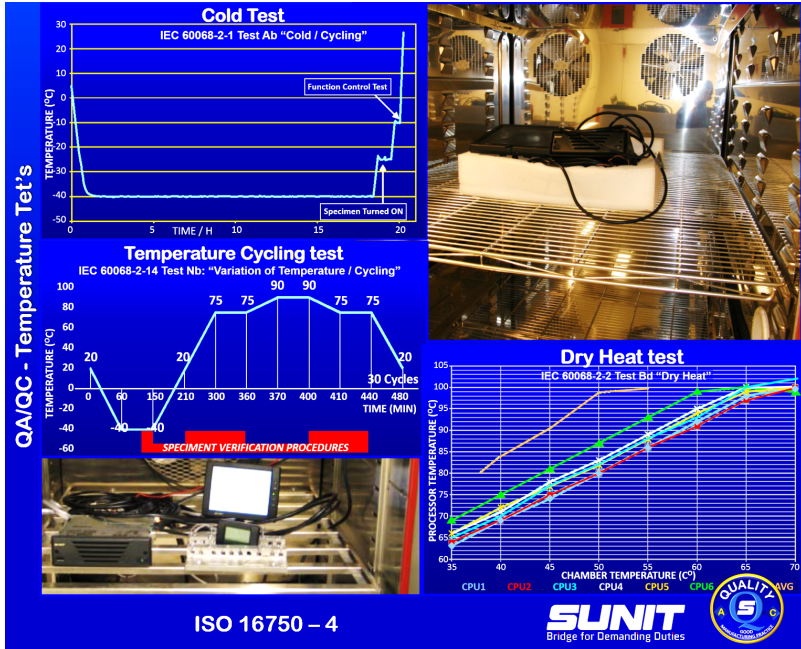 QA/QC - Temperature Tet's
Cold Test
IEC 60068-2-1 Test Ab “Cold / Cycling”
TEMPERATURE (⁰C)
30
20
10
0
-10
-20
-30
-40
-50
Function Control Test
Specimen Turned ON
0
5
10
15
20
TIME / H
Temperature Cycling test
IEC 60068-2-14 Test Nb: “Variation of Temperature / Cycling”
TEMPERATURE (⁰C)
100
80
60
40
20
0
-20
-40
-60
20
-40
-40
20
75
75
90
90
75
75
20
0
60
150
210
300
360
370
400
410
440
480
30 Cycles
TIME (MIN)
SPECIMENT VERIFICATION PROCEDURES
Dry Heat test
IEC 60068-2-2 Test Bd “Dry Heat”
PROCESSOR TEMPERATURE (⁰C)
105
100
95
90
85
80
75
70
65
60
35
40
45
50
55
60
65
70
CHAMBER TEMPERATURE (C⁰)
CPU1
CPU2
CPU3
CPU4
CPU5
CPU6
AVG
ISO 16750 – 4
SUNIT
Bridge for Demanding Duties
QUALITY
A
S
C
GOOD
MANUFACTURING PRACTICE